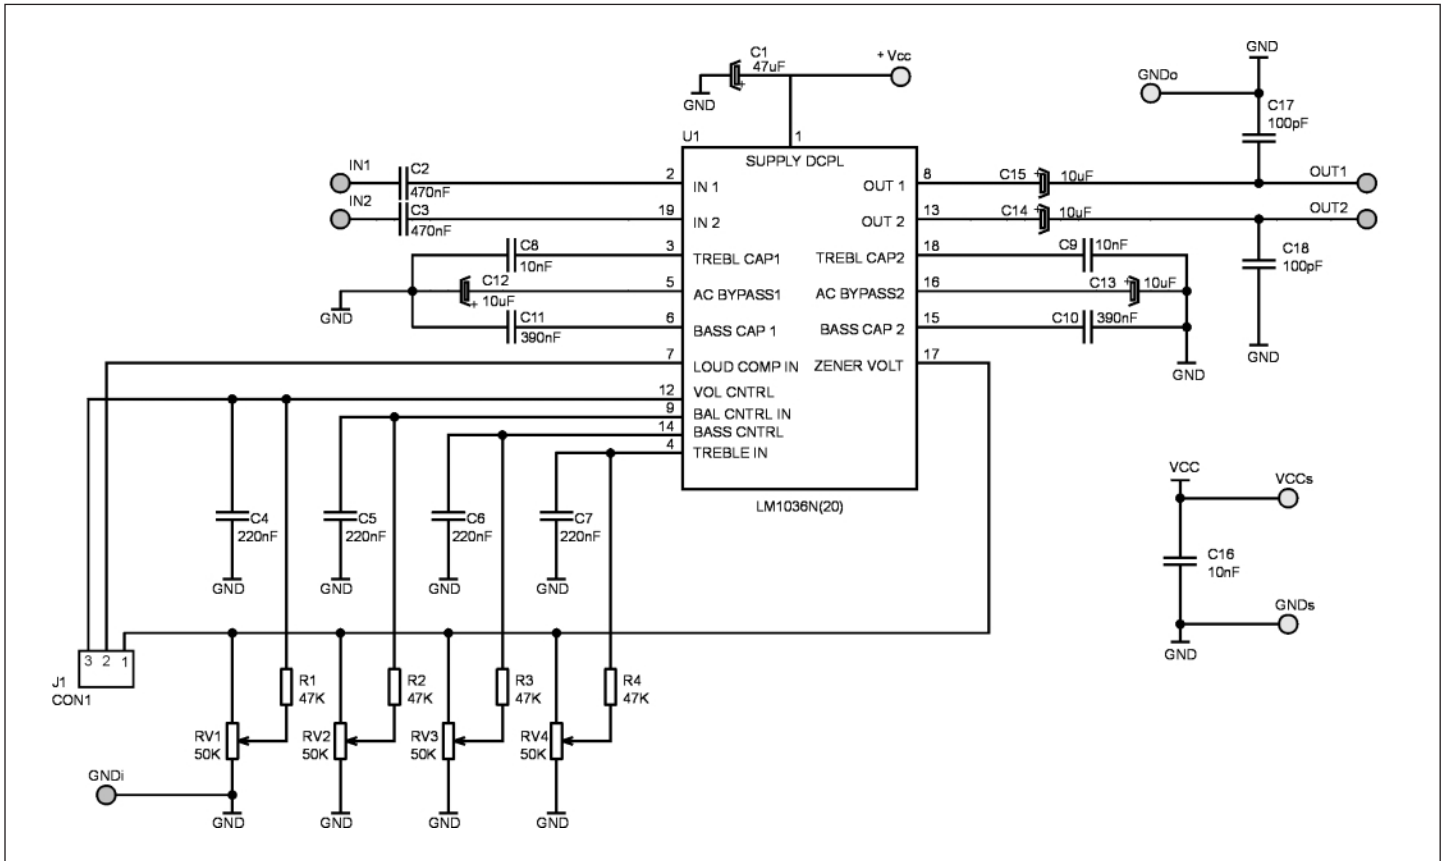 C1
47uF
+
+ Vcc
GND
GND
GNDo
C17
100pF
U1
1
SUPPLY DCPL
IN1
C2
470nF
2
IN 1
OUT 1
8
C15
+
10uF
OUT1
IN2
C3
470nF
19
IN 2
OUT 2
13
C14
+
10uF
OUT2
C8
10nF
3
TREBL CAP1
TREBL CAP2
18
C9
10nF
C18
100pF
C12
+
10uF
5
AC BYPASS1
AC BYPASS2
16
C13
+
10uF
GND
C11
390nF
6
BASS CAP 1
BASS CAP 2
15
C10
390nF
GND
GND
7
LOUD COMP IN
ZENER VOLT
17
12
VOL CNTRL
9
BAL CNTRL IN
14
BASS CNTRL
4
TREBLE IN
LM1036N(20)
VCC
VCCs
C4
220nF
C5
220nF
C6
220nF
C7
220nF
C16
10nF
GND
GND
GND
GND
GNDs
GND
3 2 1
J1
CON1
R1
47K
R2
47K
R3
47K
R4
47K
RV1
50K
RV2
50K
RV3
50K
RV4
50K
GNDi
GND
GND
GND
GND